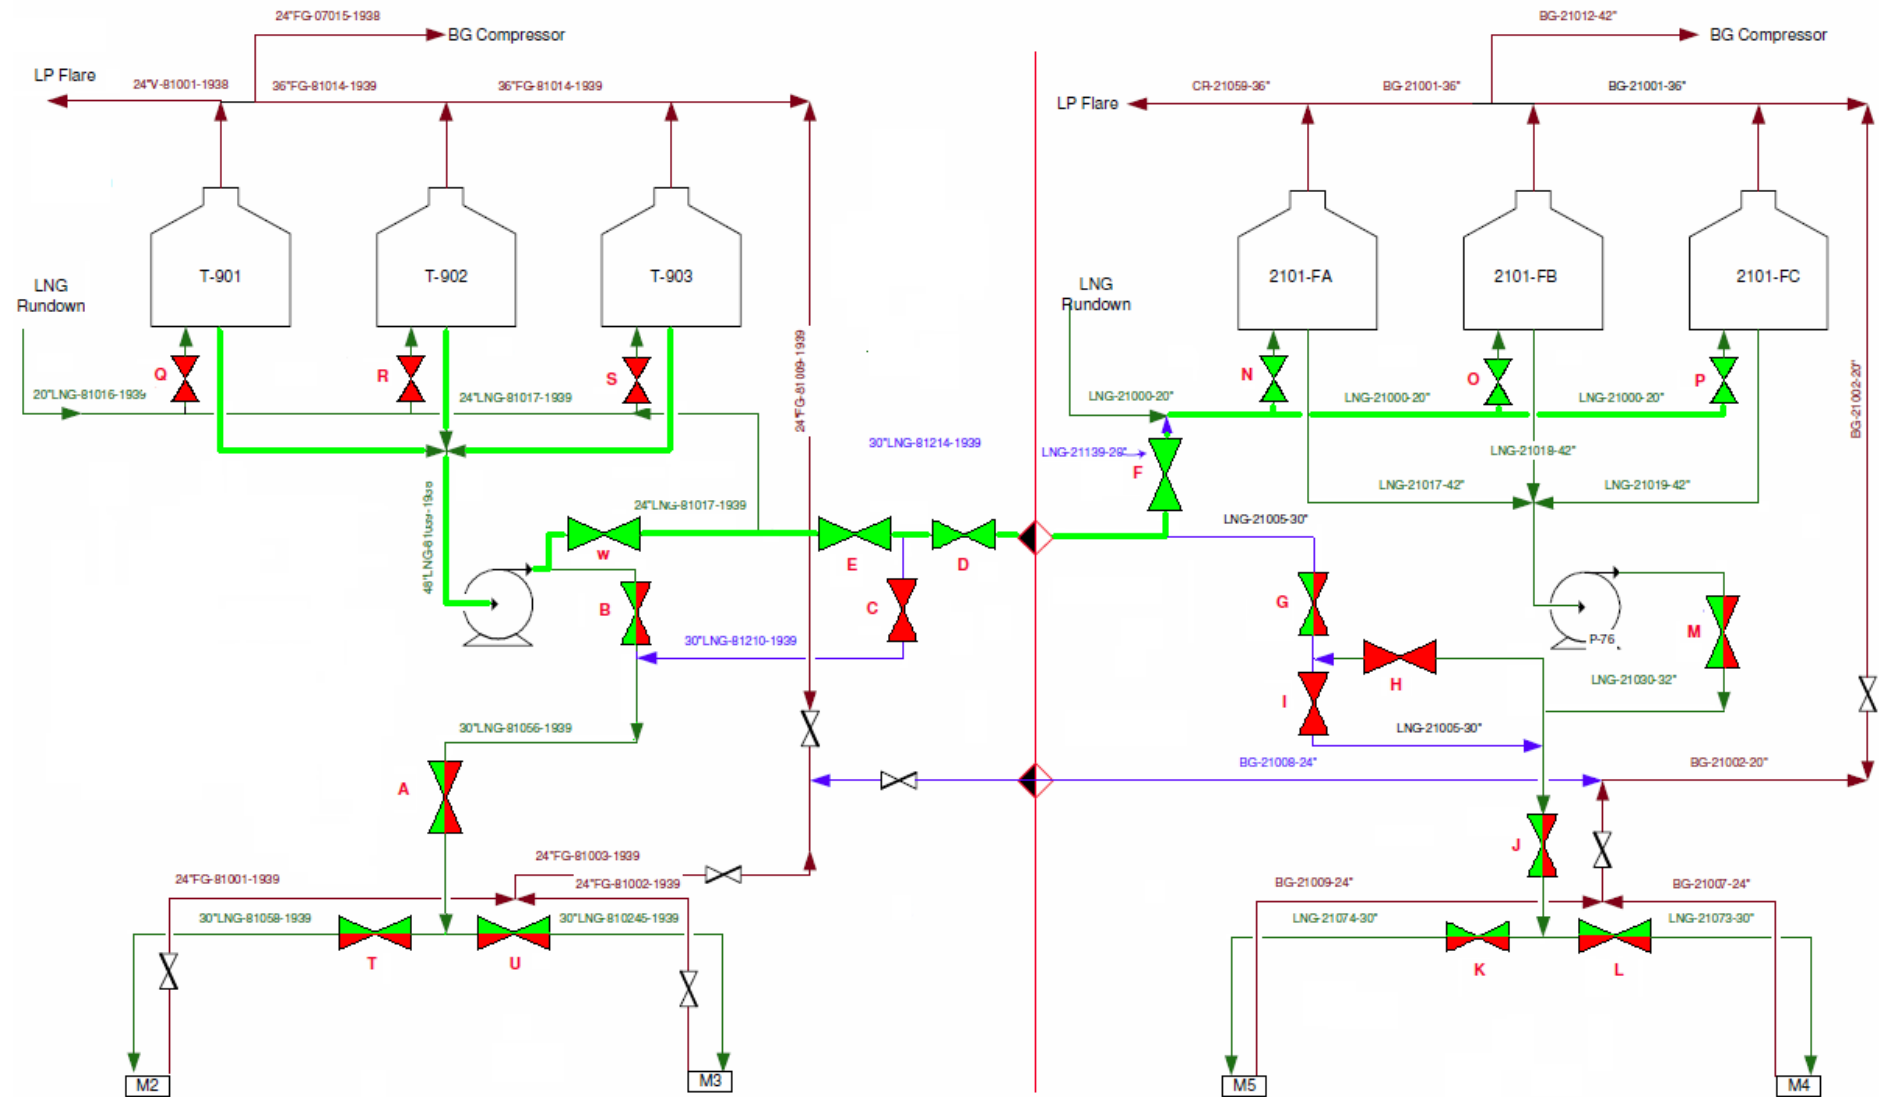 24"FG-07015-1938
BG Compressor
LP Flare
24"V-81001-1938
36"FG-81014-1939
36"FG-81014-1939
T-901
T-902
T-903
LNG
Rundown
Q
R
S
20"LNG-81016-1939
24"LNG-81017-1939
24"FG-81009-1939
30"LNG-81214-1939
24"LNG-81017-1939
w
E
D
B
C
30"LNG-81210-1939
30"LNG-81056-1939
A
24"FG-81003-1939
24"FG-81001-1939
24"FG-81002-1939
30"LNG-81058-1939
30"LNG-810245-1939
T
U
M2
M3
BG-21012-42"
BG Compressor
LP Flare
CR-21059-36"
BG-21001-36"
BG-21001-36"
2101-FA
2101-FB
2101-FC
LNG
Rundown
N
O
P
LNG-21000-20"
LNG-21000-20"
LNG-21000-20"
BG-21002-20"
LNG-21139-28"
F
LNG-21018-42"
LNG-21017-42"
LNG-21019-42"
LNG-21005-30"
G
P-76
M
H
I
LNG-21030-32"
LNG-21005-30"
BG-21008-24"
BG-21002-20"
J
BG-21009-24"
BG-21007-24"
LNG-21074-30"
LNG-21073-30"
K
L
M5
M4